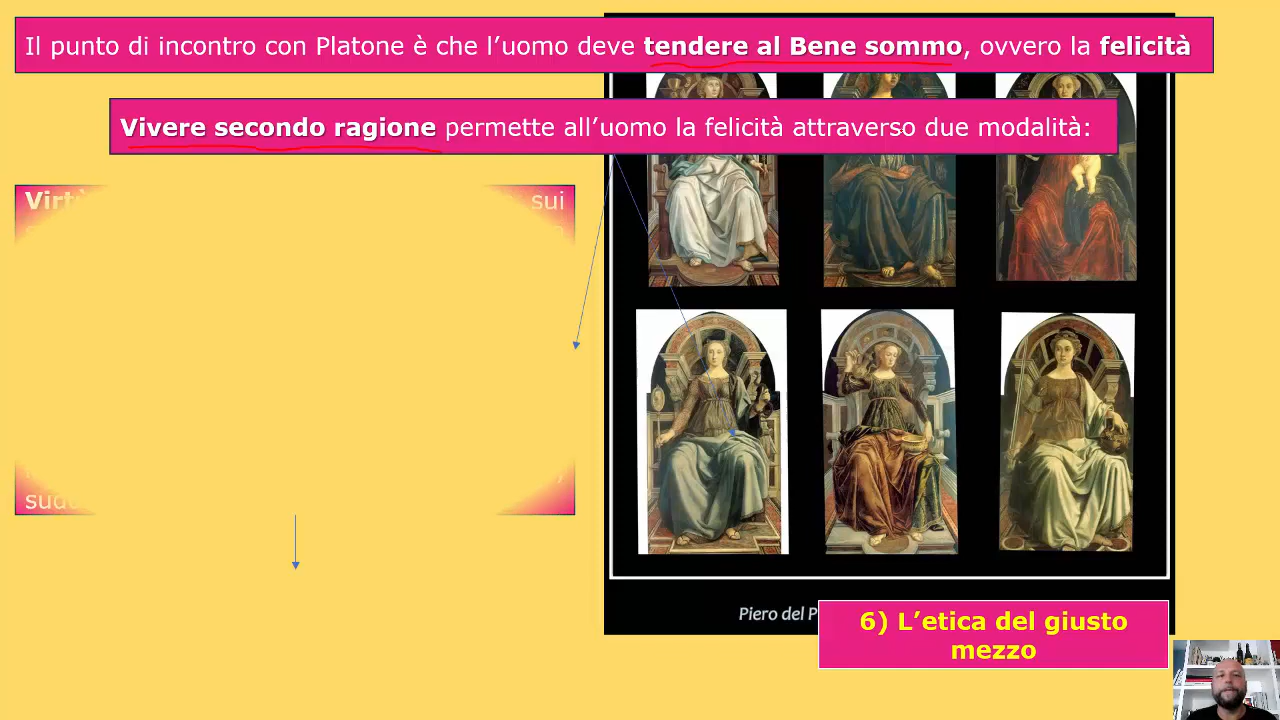 Il punto di incontro con Platone è che l’uomo deve tendere al Bene sommo, ovvero la felicità
Vivere secondo ragione permette all’uomo la felicità attraverso due modalità:
sui
Piero del
6) L’etica del giusto
mezzo